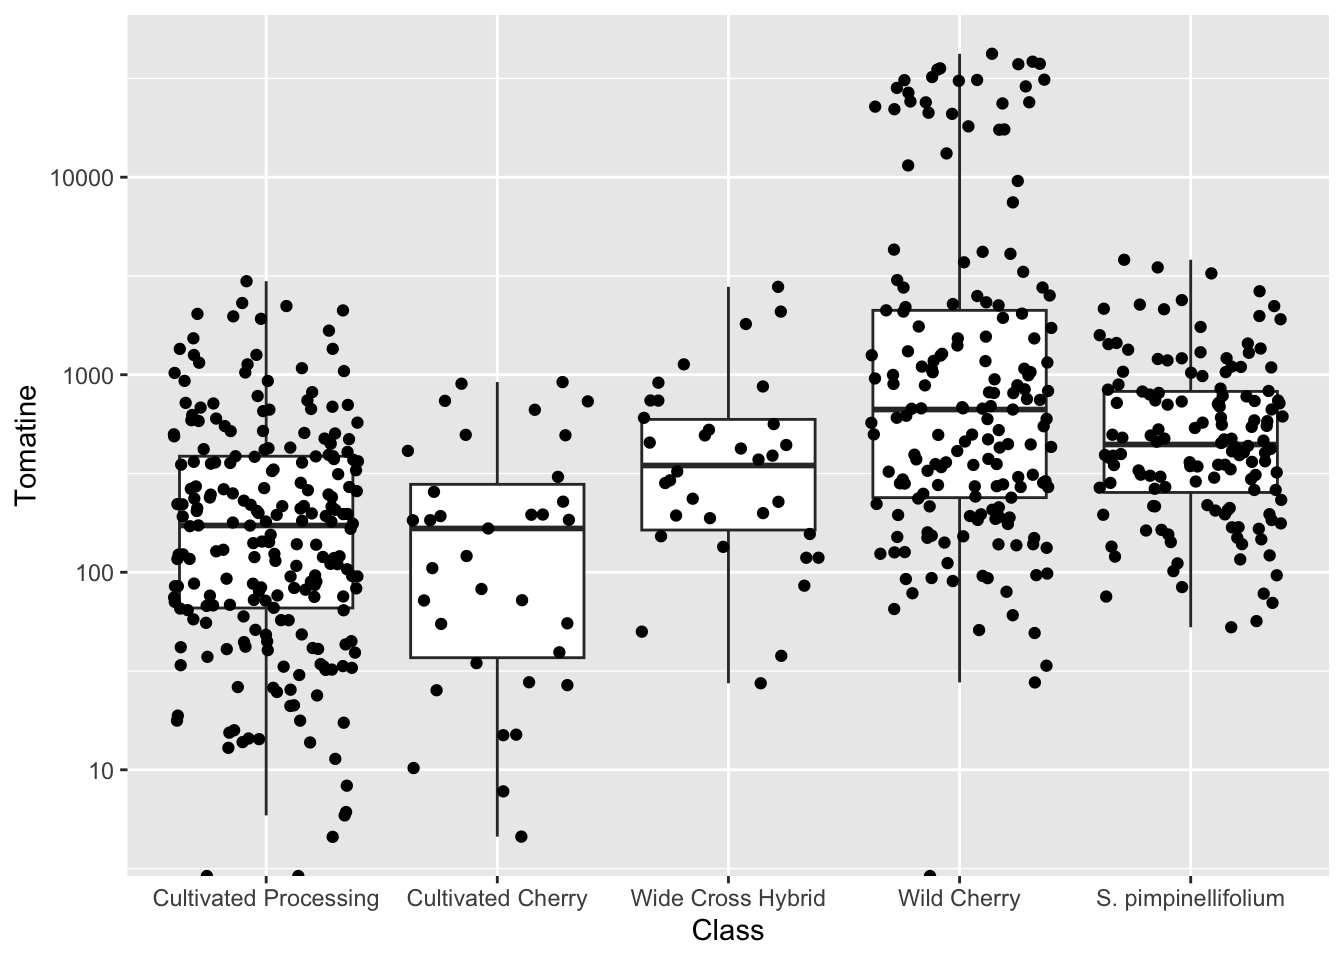 Tomatine
10000
1000
100
10
Cultivated Processing
Cultivated Cherry
Wide Cross Hybrid
Wild Cherry
S. pimpinellifolium
Class